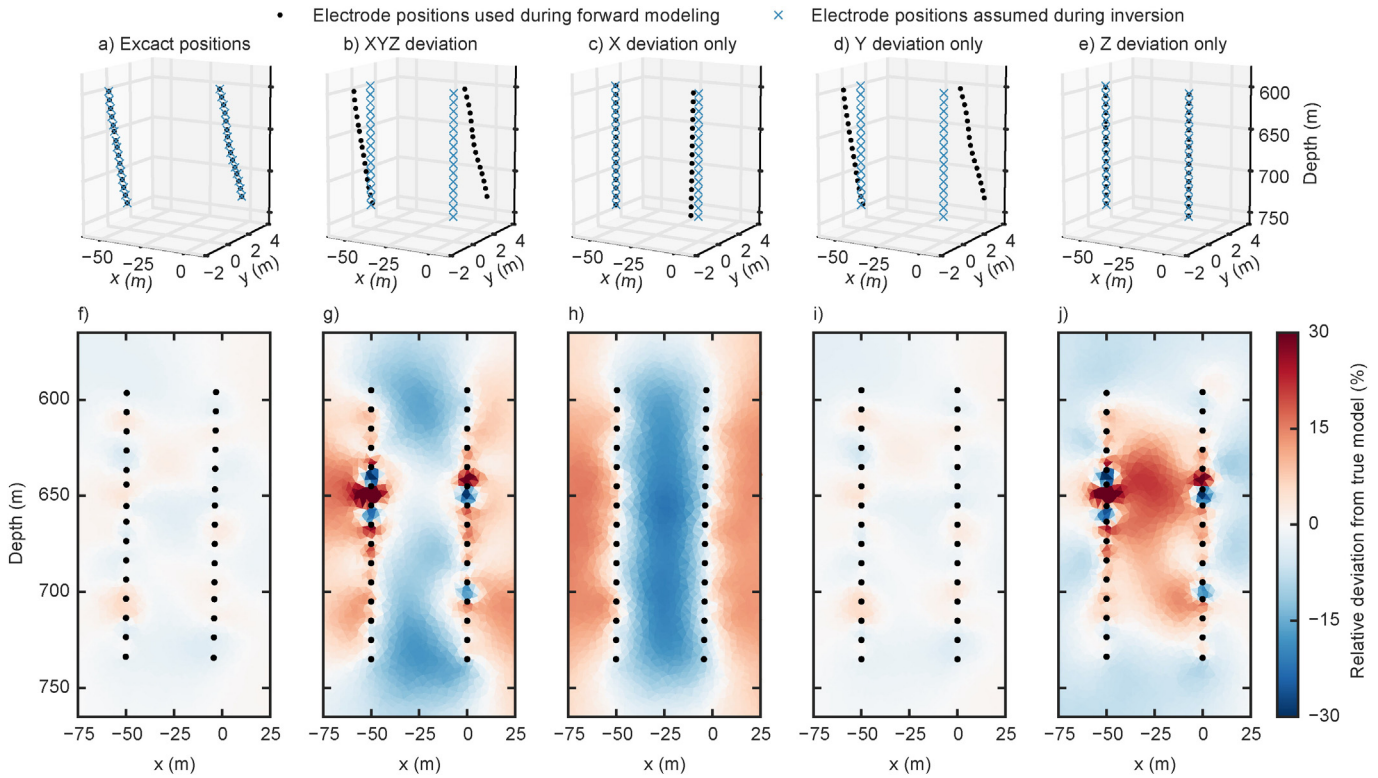 Electrode positions used during forward modeling × Electrode positions assumed during inversion
a) Excact positions b) XYZ deviation c) X deviation only d) Y deviation only e) Z deviation only
600
650
700
750
Depth (m)
−50 −25 0 −2 0 2 4
x (m) y (m)
−50 −25 0 −2 0 2 4
x (m) y (m)
−50 −25 0 −2 0 2 4
x (m) y (m)
−50 −25 0 −2 0 2 4
x (m) y (m)
−50 −25 0 −2 0 2 4
x (m) y (m)
f) g) h) i) j)
600
650
700
750
Depth (m)
−75 −50 −25 0 25
−75 −50 −25 0 25
−75 −50 −25 0 25
−75 −50 −25 0 25
−75 −50 −25 0 25
x (m) x (m) x (m) x (m) x (m)
30
15
0
−15
−30
Relative deviation from true model (%)